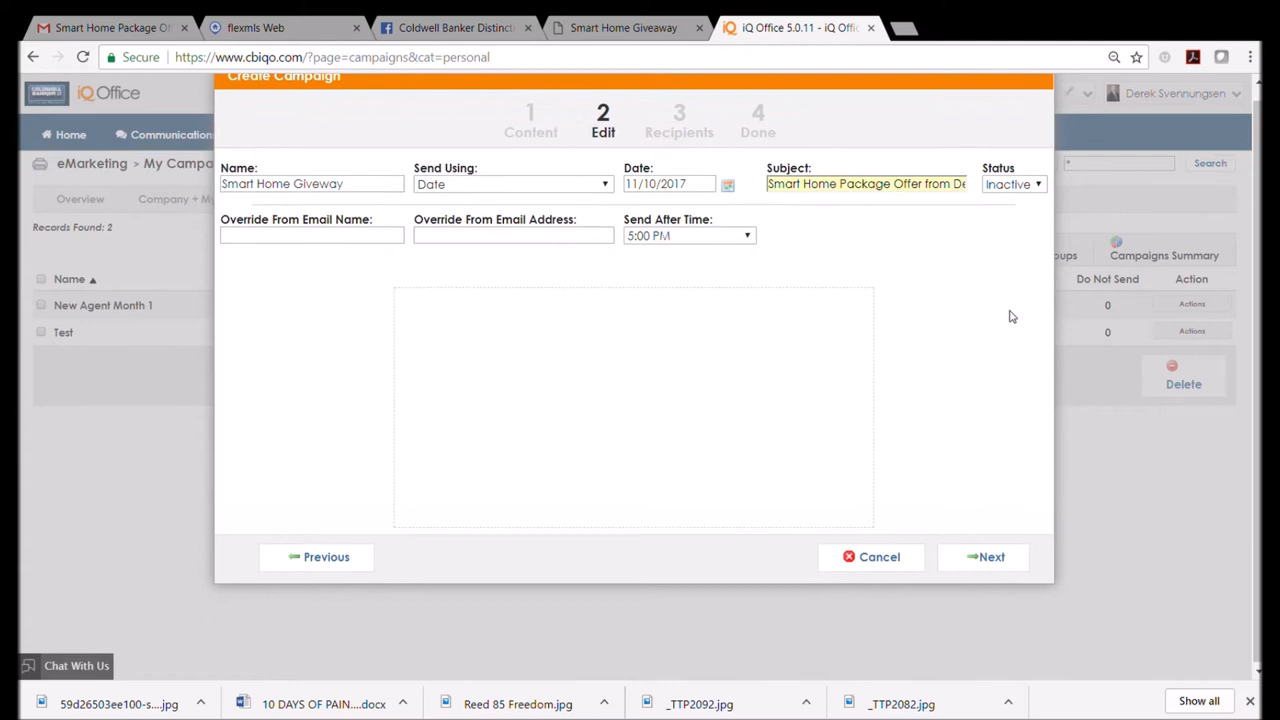 Smart Home Package Of
flexmls Web
Coldwell Banker Distincti
Smart Home Giveaway
iQ Office 5.0.11 - iQ Offic
Secure
https://www.cbiqo.com/?page=campaigns&cat=personal
COLDWELL BANKER
iQ Office
Derek Svennungsen
Home
Communication
eMarketing > My Campa
*
Search
Overview
Company + My
Records Found: 2
oups
Campaigns Summary
Name
Do Not Send
Action
New Agent Month 1
0
Actions
Test
0
Actions
Delete
Create Campaign
1 2 3 4
Content Edit Recipients Done
Name: Send Using: Date: Subject: Status
Smart Home Giveway Date 11/10/2017 Smart Home Package Offer from De Inactive
Override From Email Name: Override From Email Address: Send After Time:
5:00 PM
Previous Cancel Next
Chat With Us
59d26503ee100-s....jpg 10 DAYS OF PAIN....docx Reed 85 Freedom.jpg _TTP2092.jpg _TTP2082.jpg Show all